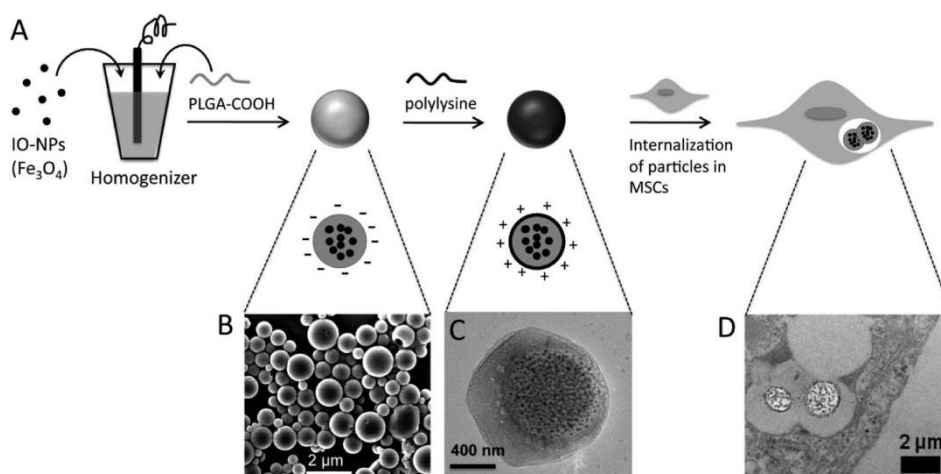 A
IO-NPs
(Fe₃O₄)
Homogenizer
PLGA-COOH
polylysine
Internalization
of particles in
MSCs
- - - - - - - - - -
+ + + + + + + + + +
B
2 µm
C
400 nm
D
2 µm